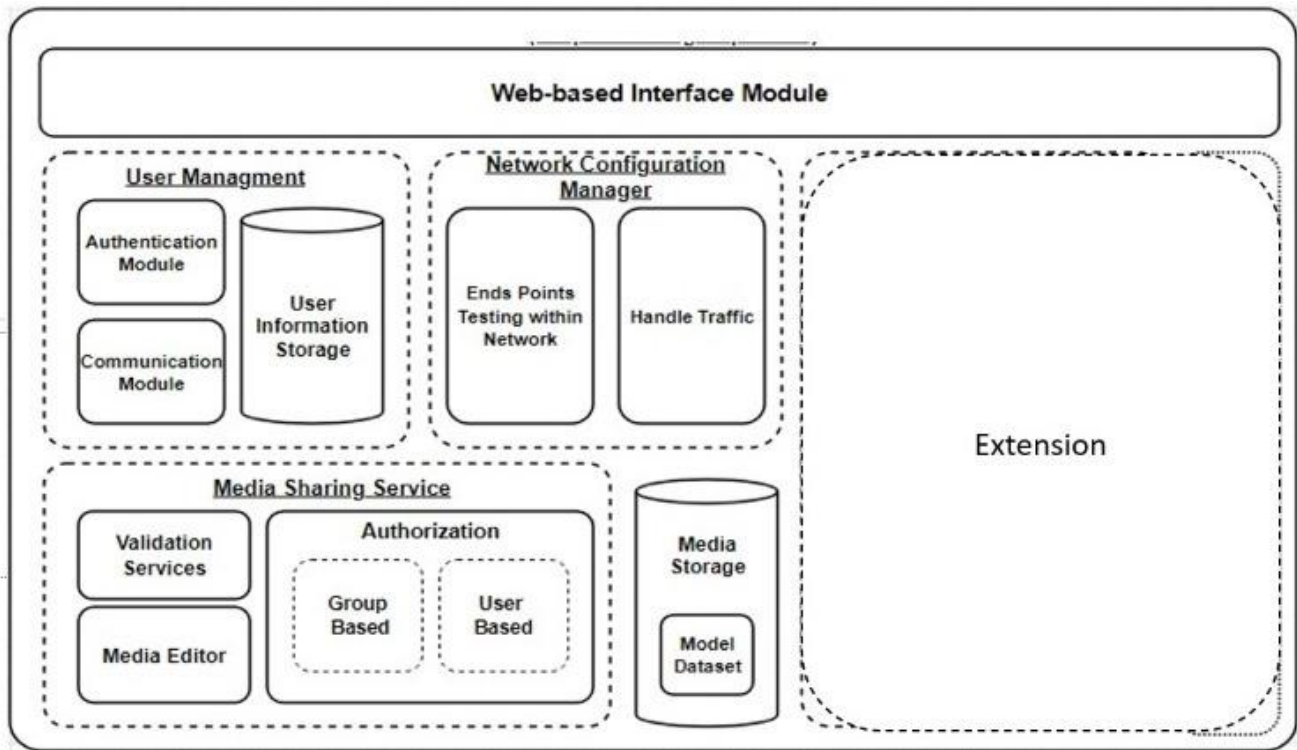 Web-based Interface Module
User Managment
Authentication
Module
Communication
Module
User
Information
Storage
Network Configuration
Manager
Ends Points
Testing within
Network
Handle Traffic
Extension
Media Sharing Service
Validation
Services
Media Editor
Authorization
Group
Based
User
Based
Media
Storage
Model
Dataset